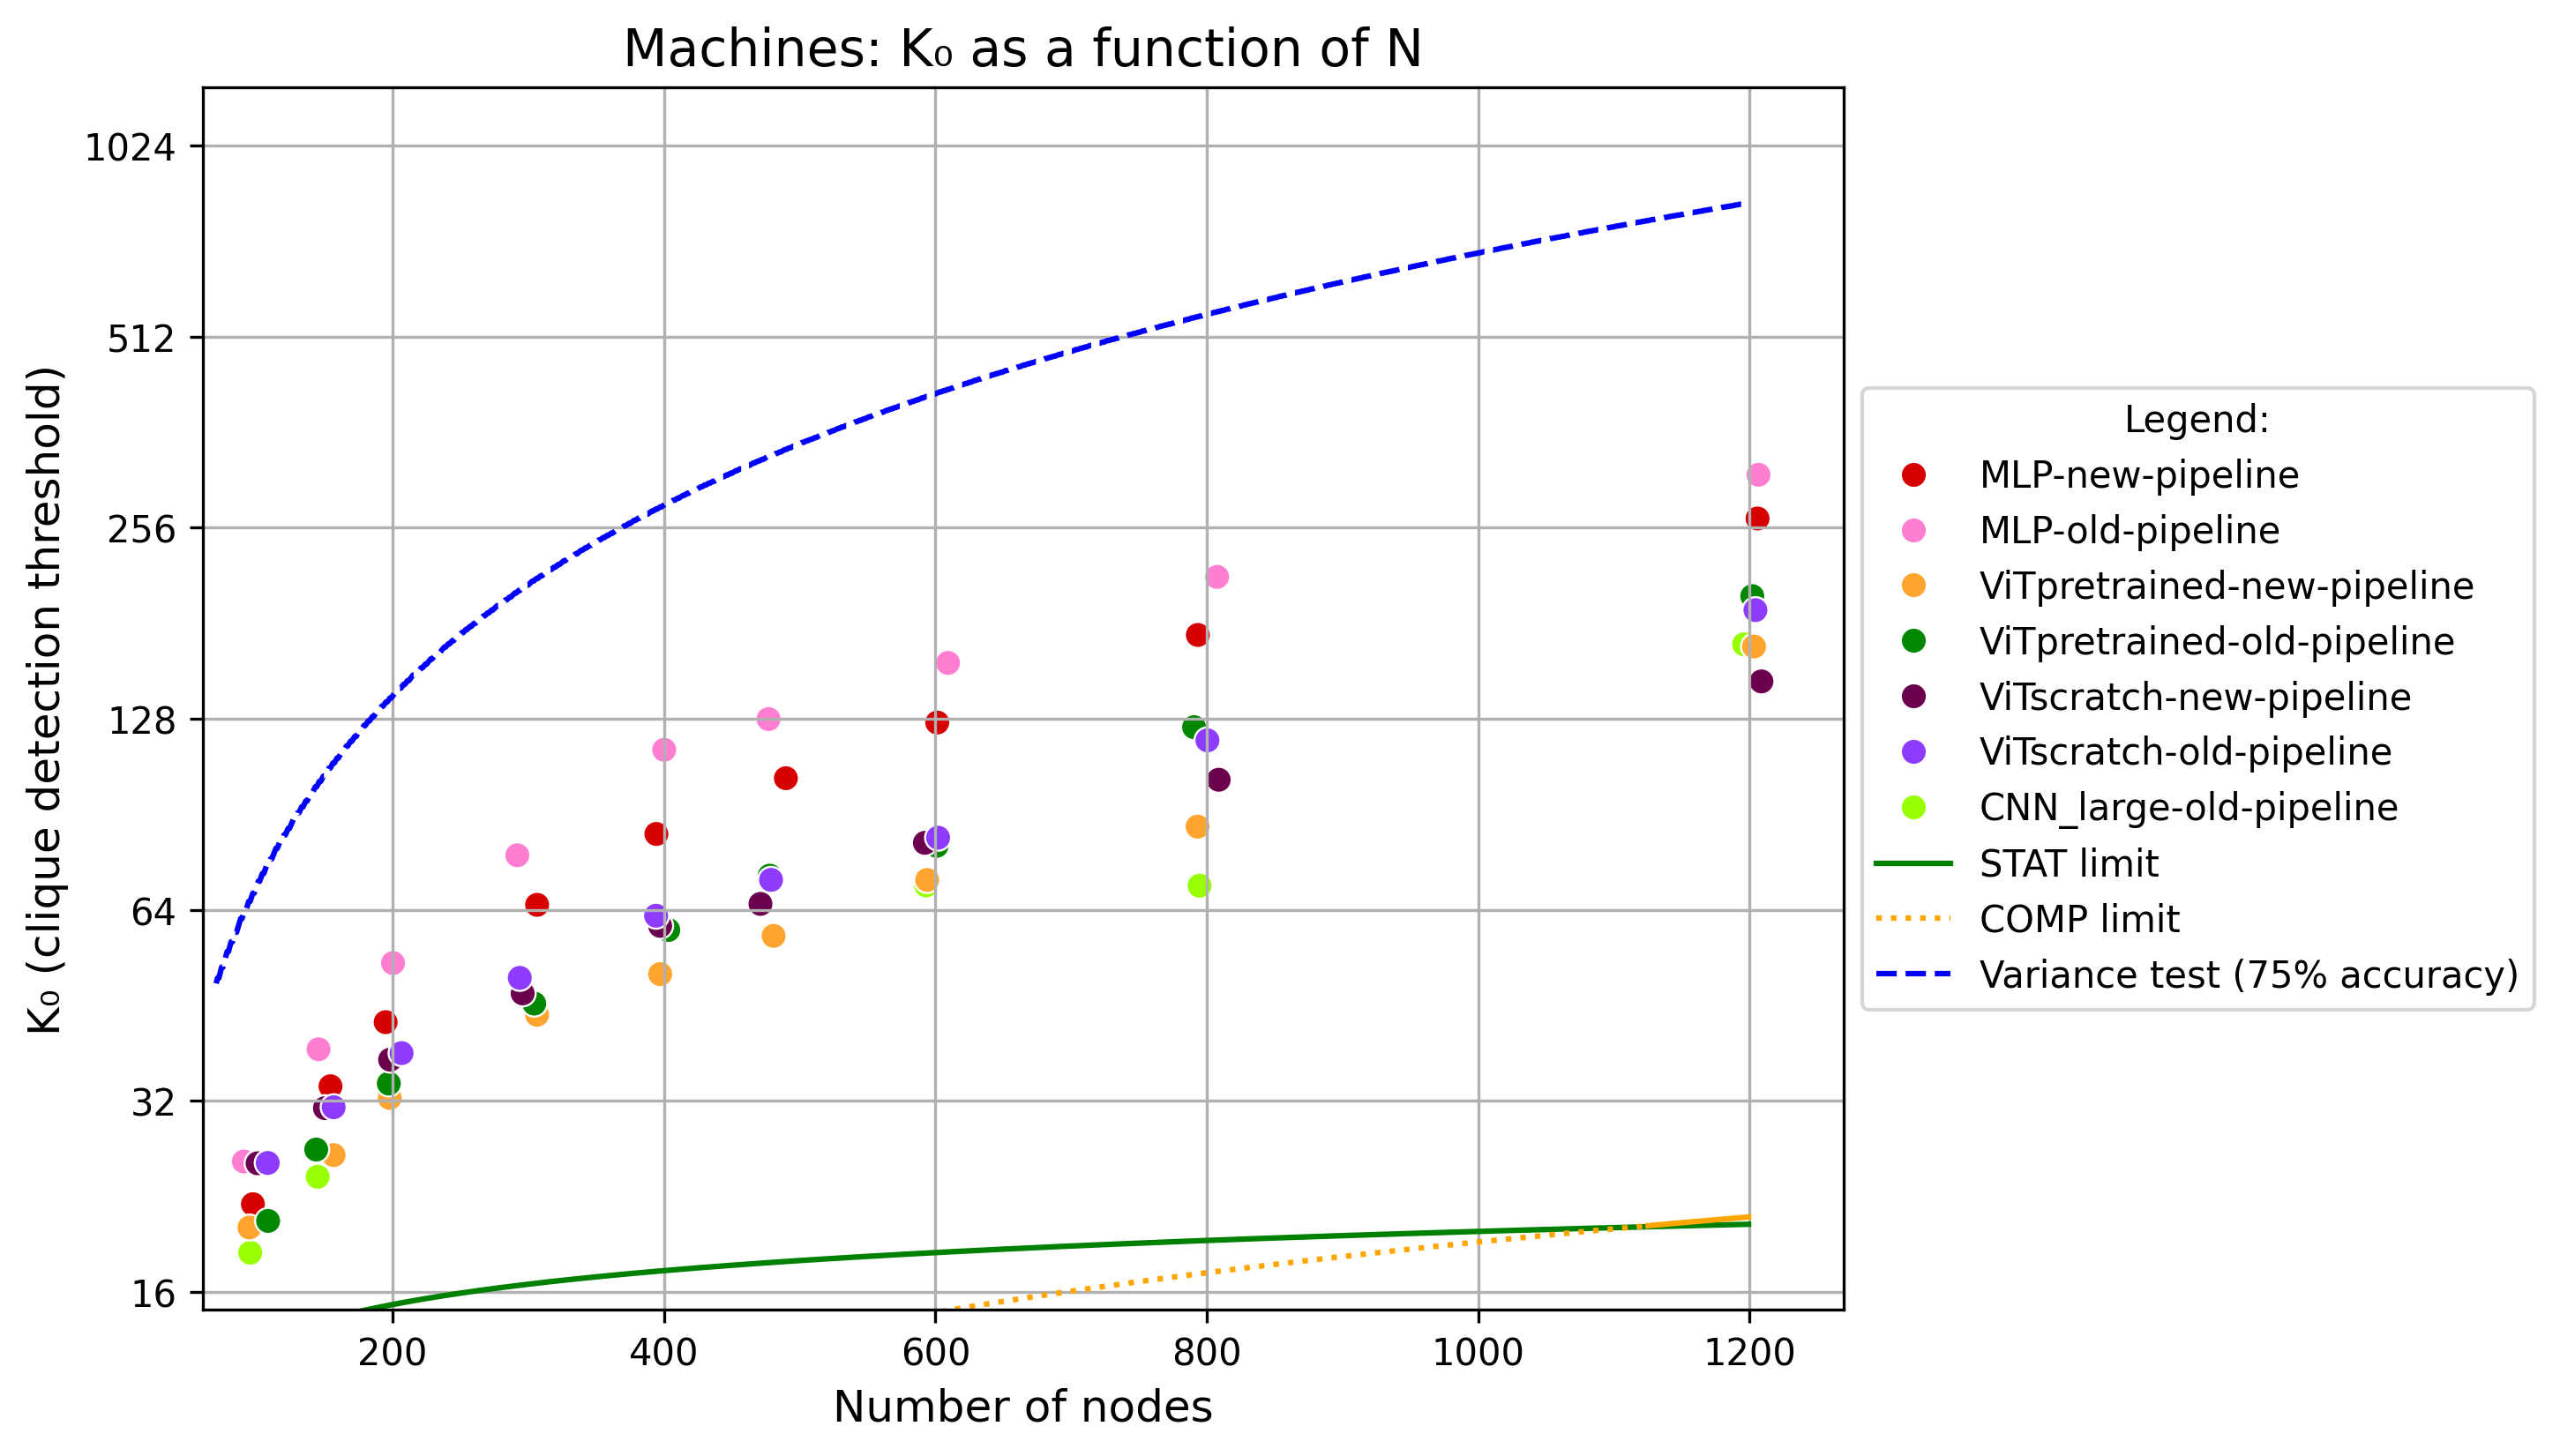 Machines: K₀ as a function of N
K₀ (clique detection threshold)
1024
512
256
128
64
32
16
200
400
600
800
1000
1200
Number of nodes
Legend:
MLP-new-pipeline
MLP-old-pipeline
ViTpretrained-new-pipeline
ViTpretrained-old-pipeline
ViTscratch-new-pipeline
ViTscratch-old-pipeline
CNN_large-old-pipeline
STAT limit
COMP limit
Variance test (75% accuracy)